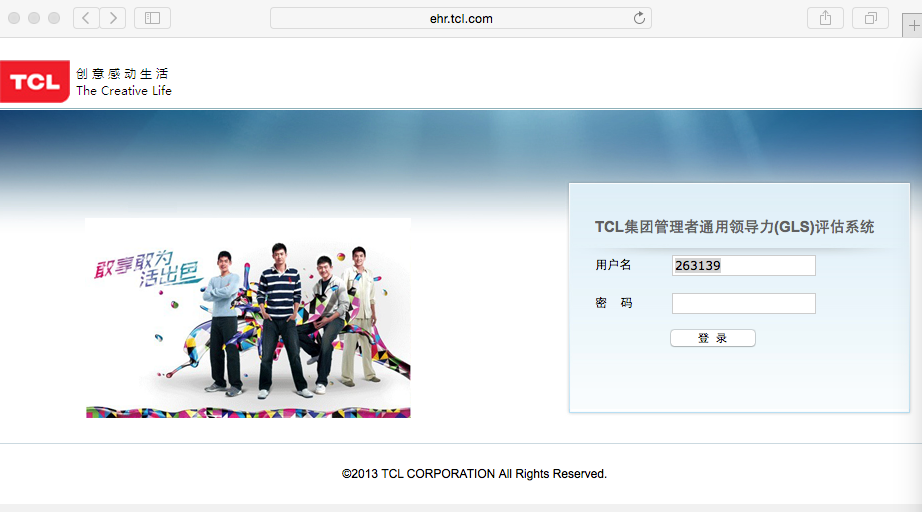 ehr.tcl.com
TCL
创意感动生活
The Creative Life
敢享敢为
活出色
TCL集团管理者通用领导力(GLS)评估系统
用户名 263139
密 码
登 录
©2013 TCL CORPORATION All Rights Reserved.